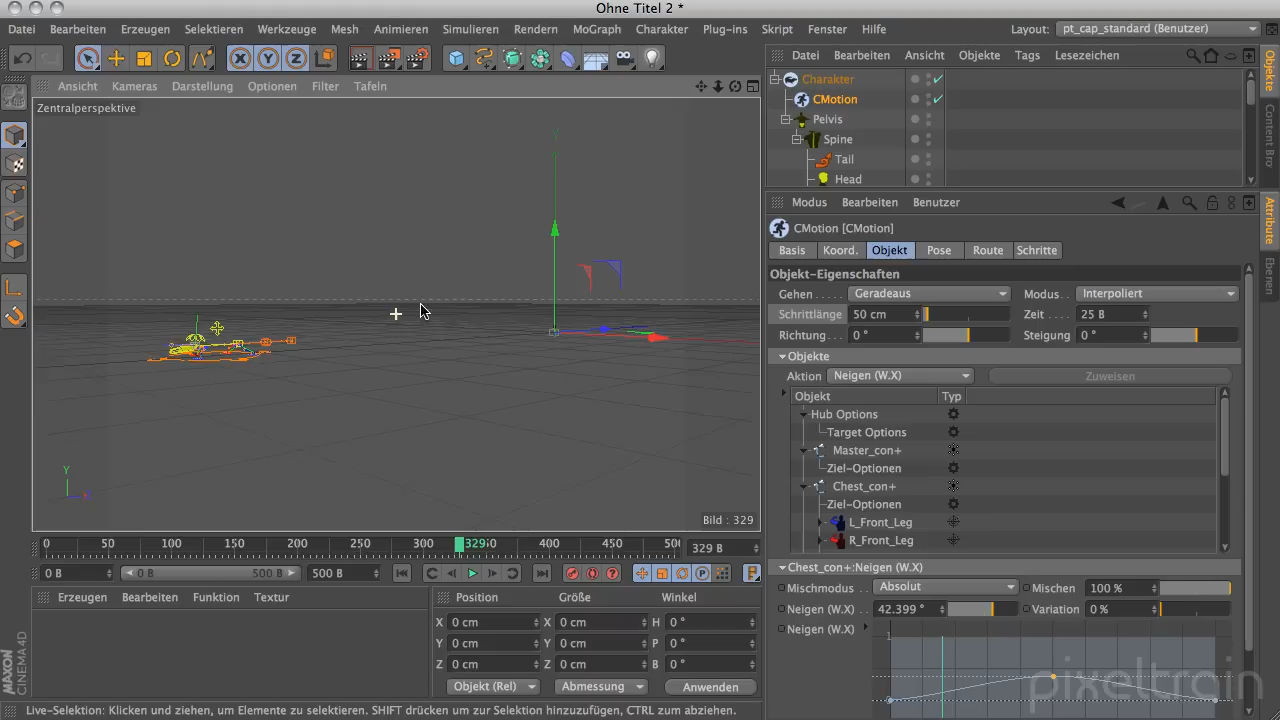 Ohne Titel 2 *
Datei Bearbeiten Erzeugen Selektieren Werkzeuge Mesh Animieren Simulieren Rendern MoGraph Charakter Plug-ins Skript Fenster Hilfe Layout: pt_cap_standard (Benutzer)
X Y Z
Datei Bearbeiten Ansicht Objekte Tags Lesezeichen
Ansicht Kameras Darstellung Optionen Filter Tafeln
Zentralperspektive
Charakter
CMotion
Pelvis
Spine
Tail
Head
Objekte
Content Bro
Modus Bearbeiten Benutzer
Attribute
Ebenen
CMotion [CMotion]
Basis Koord. Objekt Pose Route Schritte
Objekt-Eigenschaften
Gehen Geradeaus Modus: Interpoliert
Schrittlänge 50 cm Zeit 25 B
Richtung 0 ° Steigung 0 °
Objekte
Aktion Neigen (W.X) Zuweisen
Objekt Typ
Hub Options
Target Options
Master_con+
Ziel-Optionen
Chest_con+
Ziel-Optionen
L_Front_Leg
R_Front_Leg
Y
Y
Bild : 329
0 50 100 150 200 250 300 329 400 450 500
329 B
0 B 0 B 500 B 500 B
P
Chest_con+:Neigen (W.X)
Mischmodus Absolut Mischen 100 %
Neigen (W.X) 42.399 ° Variation 0 %
Neigen (W.X)
1
Erzeugen Bearbeiten Funktion Textur
Position Größe Winkel
X 0 cm X 0 cm H 0 °
Y 0 cm Y 0 cm P 0 °
Z 0 cm Z 0 cm B 0 °
Objekt (Rel) Abmessung Anwenden
MAXON
CINEMA 4D
pixeltrain
Live-Selektion: Klicken und ziehen, um Elemente zu selektieren. SHIFT drücken um zur Selektion hinzuzufügen, CTRL zum abziehen.